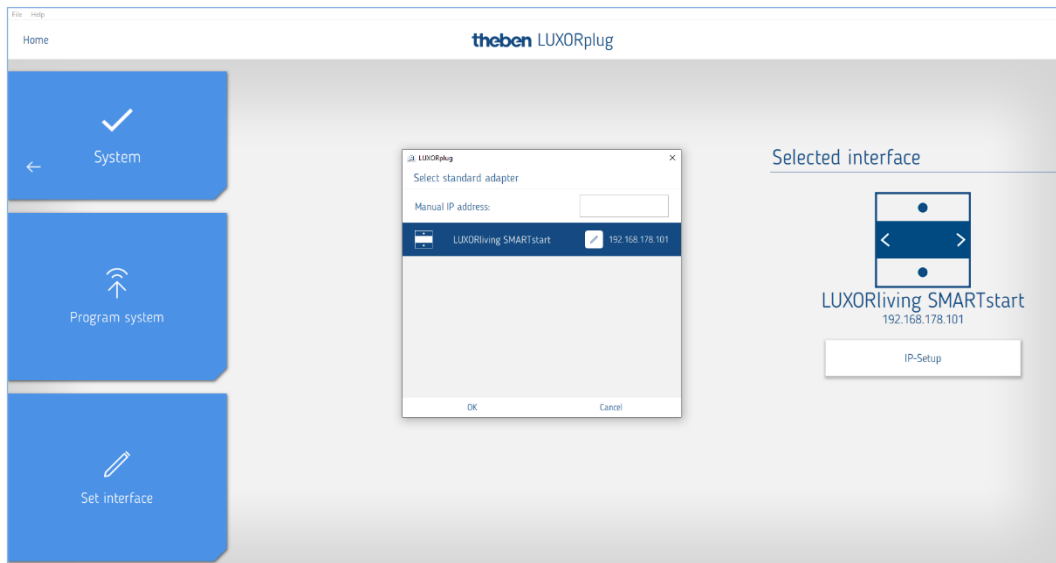 File Help
Home
theben LUXORplug
System
Program system
Set interface
LUXORplug
Select standard adapter
Manual IP address:
LUXORliving SMARTstart 192.168.178.101
OK Cancel
Selected interface
LUXORliving SMARTstart
192.168.178.101
IP-Setup